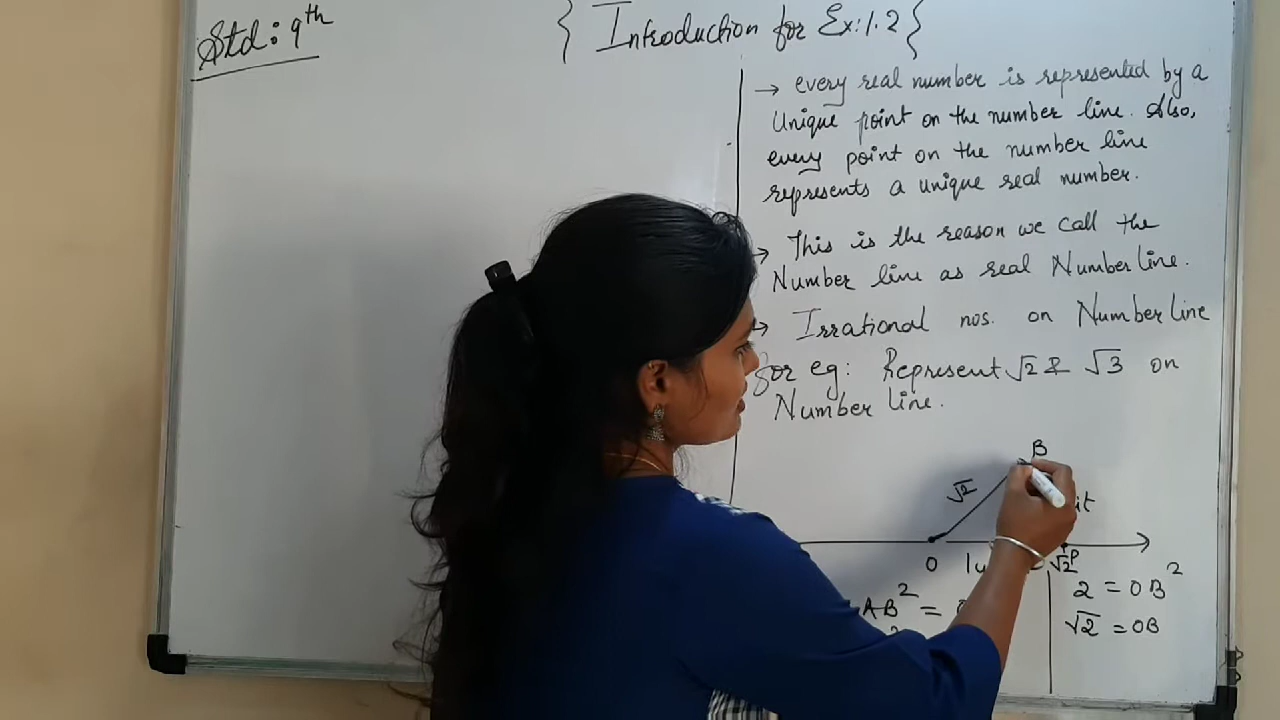 Std: 9th
{ Introduction for Ex:1.2 }
→ every real number is represented by a
Unique point on the number line. Also,
every point on the number line
represents a unique real number.
→ This is the reason we call the
Number line as real Number line.
→ Irrational nos. on Number line
for eg: Represent √2 & √3 on
Number line.
B
√2
0
√2 P
AB² =
2 = OB²
√2 = OB